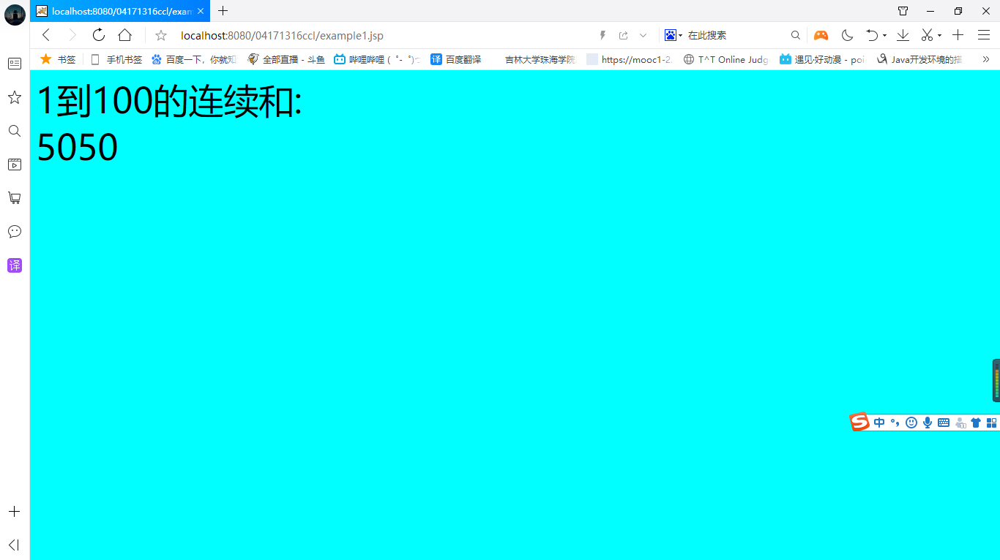 localhost:8080/04171316ccl/exam
localhost:8080/04171316ccl/example1.jsp
在此搜索
书签 手机书签 百度一下，你就知 全部直播 - 斗鱼 哔哩哔哩 ( ゜- ゜)つ 译 百度翻译 吉林大学珠海学院 https://mooc1-2. T^T Online Judg 遇见·好动漫 - poi Java开发环境的搭
1到100的连续和:
5050
译
中